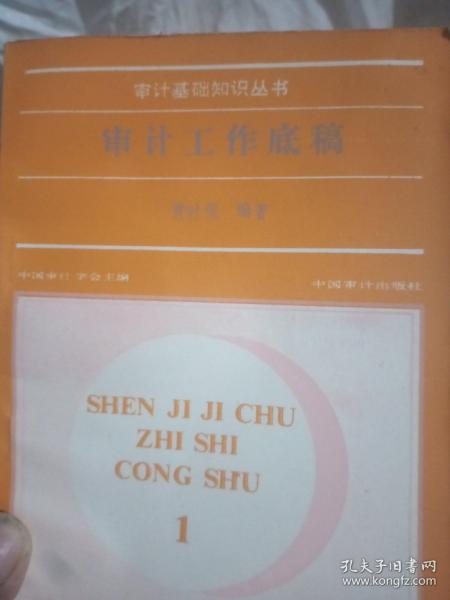 审计基础知识丛书
审计工作底稿
编著
中国审计学会主编
中国审计出版社
SHEN JI JI CHU
ZHI SHI
CONG SHU
1
孔夫子旧书网
www.kongfz.com